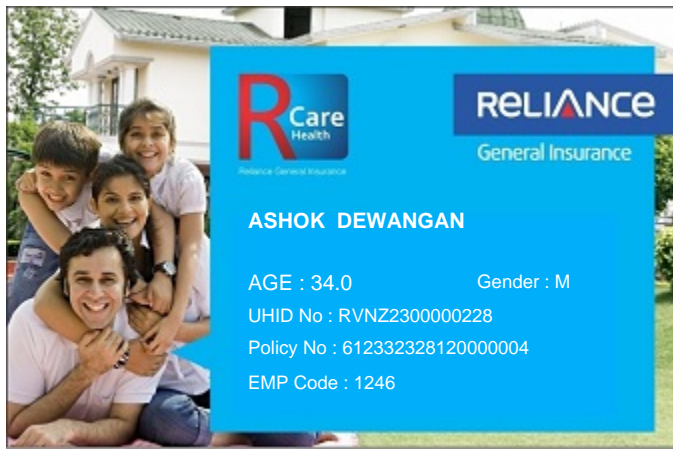 R Care
Health
Reliance General Insurance
RELIANCE
General Insurance
ASHOK DEWANGAN
AGE : 34.0 Gender : M
UHID No : RVNZ2300000228
Policy No : 612332328120000004
EMP Code : 1246